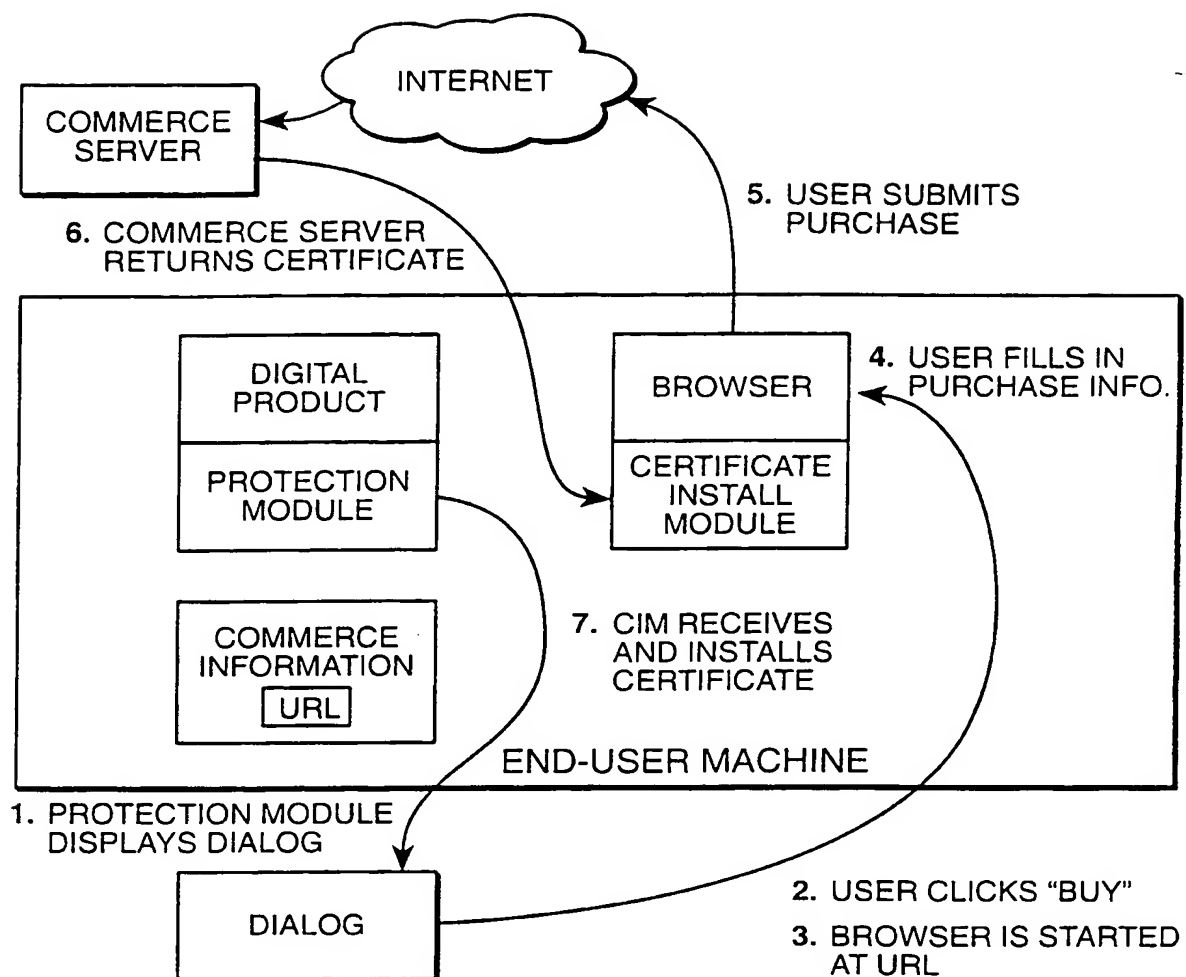 INTERNET
COMMERCE
SERVER
5. USER SUBMITS
PURCHASE
6. COMMERCE SERVER
RETURNS CERTIFICATE
DIGITAL
PRODUCT
PROTECTION
MODULE
BROWSER
CERTIFICATE
INSTALL
MODULE
4. USER FILLS IN
PURCHASE INFO.
COMMERCE
INFORMATION
URL
7. CIM RECEIVES
AND INSTALLS
CERTIFICATE
END-USER MACHINE
1. PROTECTION MODULE
DISPLAYS DIALOG
DIALOG
2. USER CLICKS “BUY”
3. BROWSER IS STARTED
AT URL